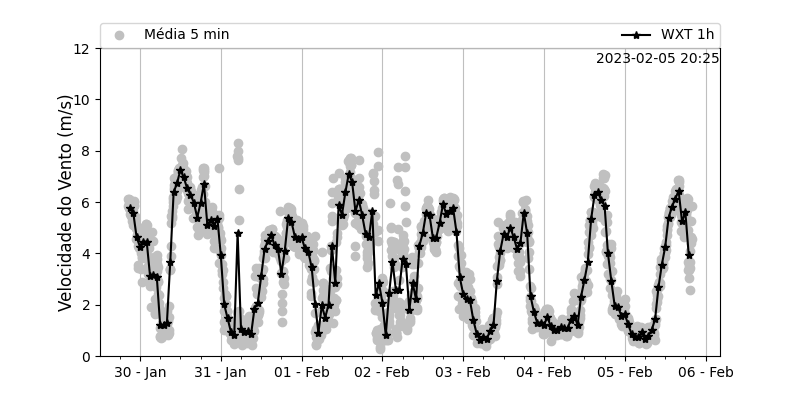 Média 5 min WXT 1h
2023-02-05 20:25
Velocidade do Vento (m/s)
12
10
8
6
4
2
0
30 - Jan 31 - Jan 01 - Feb 02 - Feb 03 - Feb 04 - Feb 05 - Feb 06 - Feb